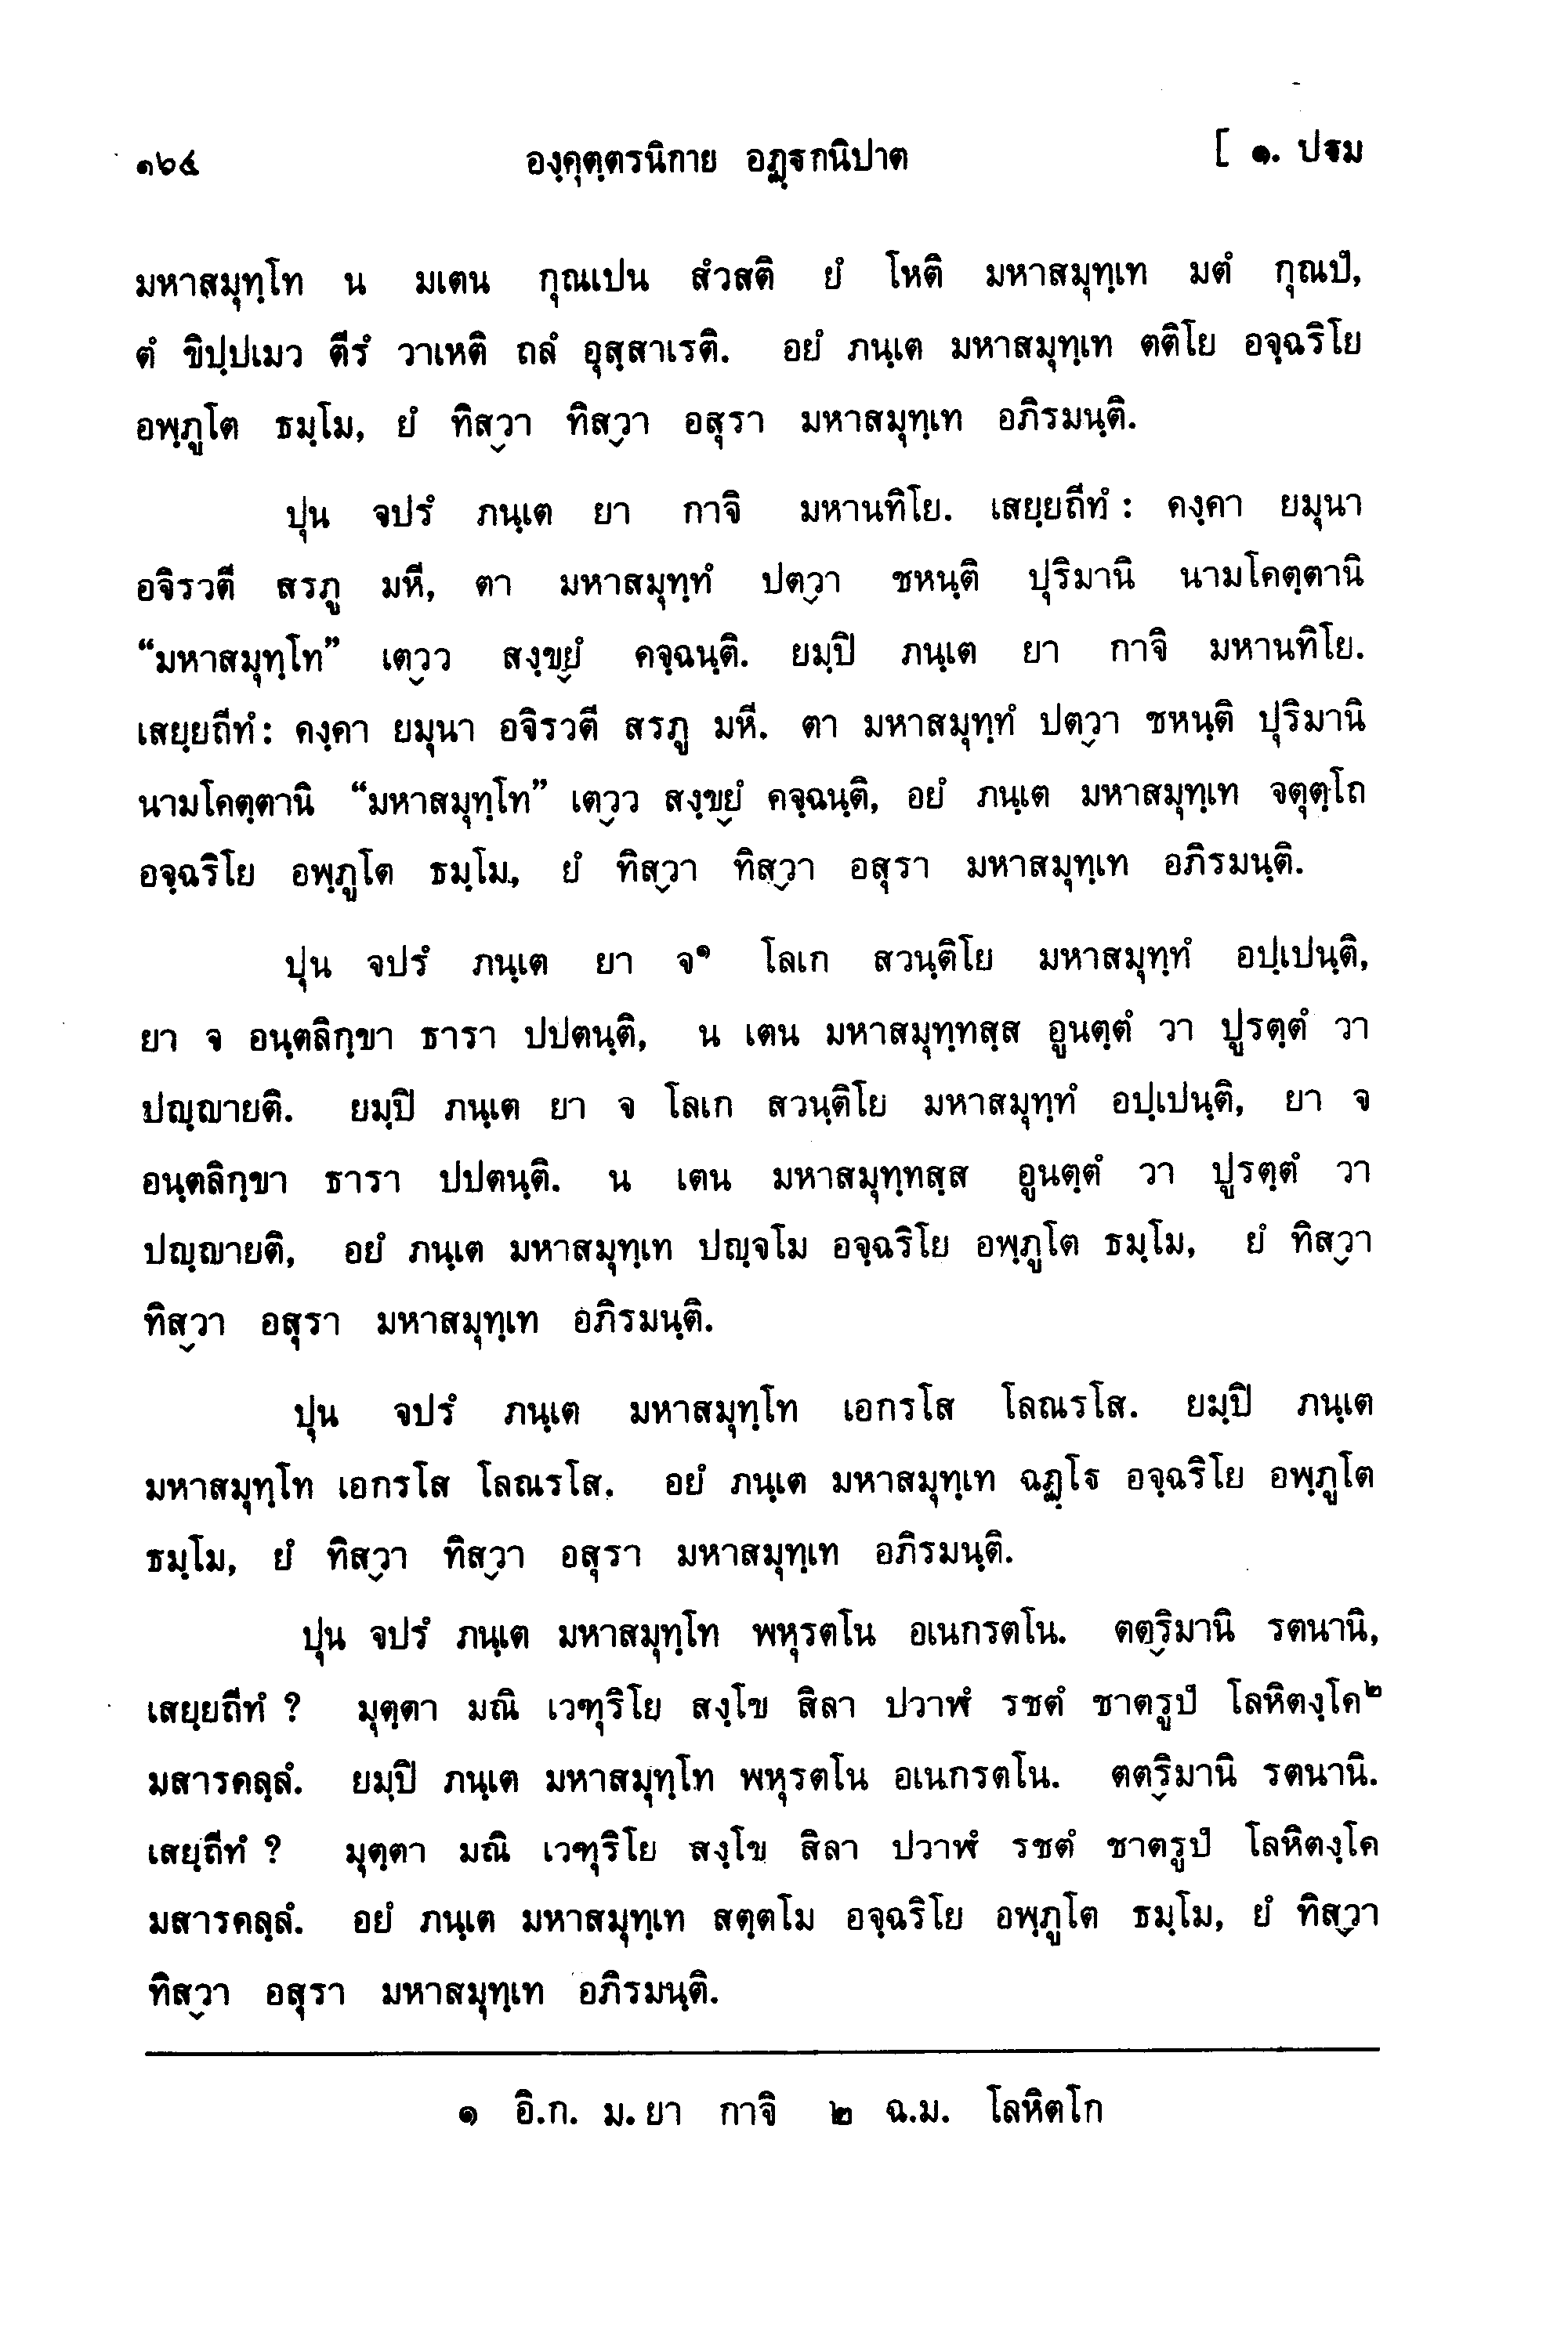 ๑๖๔ องฺคุตฺตรนิกาย อฏฺฐกนิปาต [ ๑. ปฐม
มหาสมุทฺโท น มเตน กุณเปน สํวสติ ยํ โหติ มหาสมุทฺเท มตํ กุณปํ,
ตํ ขิปฺปเมว ตีรํ วาเหติ ถลํ อุสฺสาเรติ. อยํ ภนฺเต มหาสมุทฺเท ตติโย อจฺฉริโย
อพฺภูโต ธมฺโม, ยํ ทิสฺวา ทิสฺวา อสุรา มหาสมุทฺเท อภิรมนฺติ.
ปุน จปรํ ภนฺเต ยา กาจิ มหานทิโย. เสยฺยถีทํ : คงฺคา ยมุนา
อจิรวตี สรภู มหี, ตา มหาสมุทฺทํ ปตฺวา ชหนฺติ ปุริมานิ นามโคตฺตานิ
“มหาสมุทฺโท” เตฺวว สงฺขฺยํ คจฺฉนฺติ. ยมฺปิ ภนฺเต ยา กาจิ มหานทิโย.
เสยฺยถีทํ : คงฺคา ยมุนา อจิรวตี สรภู มหี. ตา มหาสมุทฺทํ ปตฺวา ชหนฺติ ปุริมานิ
นามโคตฺตานิ “มหาสมุทฺโท” เตฺวว สงฺขฺยํ คจฺฉนฺติ, อยํ ภนฺเต มหาสมุทฺเท จตุตฺโถ
อจฺฉริโย อพฺภูโต ธมฺโม, ยํ ทิสฺวา ทิสฺวา อสุรา มหาสมุทฺเท อภิรมนฺติ.
ปุน จปรํ ภนฺเต ยา จ๑ โลเก สวนฺติโย มหาสมุทฺทํ อปฺเปนฺติ,
ยา จ อนฺตลิกฺขา ธารา ปปตนฺติ, น เตน มหาสมุทฺทสฺส อูนตฺตํ วา ปูรตฺตํ วา
ปญฺญายติ. ยมฺปิ ภนฺเต ยา จ โลเก สวนฺติโย มหาสมุทฺทํ อปฺเปนฺติ, ยา จ
อนฺตลิกฺขา ธารา ปปตนฺติ. น เตน มหาสมุทฺทสฺส อูนตฺตํ วา ปูรตฺตํ วา
ปญฺญายติ, อยํ ภนฺเต มหาสมุทฺเท ปญฺจโม อจฺฉริโย อพฺภูโต ธมฺโม, ยํ ทิสฺวา
ทิสฺวา อสุรา มหาสมุทฺเท อภิรมนฺติ.
ปุน จปรํ ภนฺเต มหาสมุทฺโท เอกรโส โลณรโส. ยมฺปิ ภนฺเต
มหาสมุทฺโท เอกรโส โลณรโส. อยํ ภนฺเต มหาสมุทฺเท ฉฏฺโฐ อจฺฉริโย อพฺภูโต
ธมฺโม, ยํ ทิสฺวา ทิสฺวา อสุรา มหาสมุทฺเท อภิรมนฺติ.
ปุน จปรํ ภนฺเต มหาสมุทฺโท พหุรตโน อเนกรตโน. ตตฺริมานิ รตนานิ,
เสยฺยถีทํ ? มุตฺตา มณิ เวฑุริโย สงฺโข สิลา ปวาฬํ รชตํ ชาตรูปํ โลหิตงฺโค๒
มสารคลฺลํ. ยมฺปิ ภนฺเต มหาสมุทฺโท พหุรตโน อเนกรตโน. ตตฺริมานิ รตนานิ.
เสยฺถีทํ ? มุตฺตา มณิ เวฑุริโย สงฺโข สิลา ปวาฬํ รชตํ ชาตรูปํ โลหิตงฺโค
มสารคลฺลํ. อยํ ภนฺเต มหาสมุทฺเท สตฺตโม อจฺฉริโย อพฺภูโต ธมฺโม, ยํ ทิสฺวา
ทิสฺวา อสุรา มหาสมุทฺเท อภิรมนฺติ.
๑ อิ.ก. ม. ยา กาจิ ๒ ฉ.ม. โลหิตโก